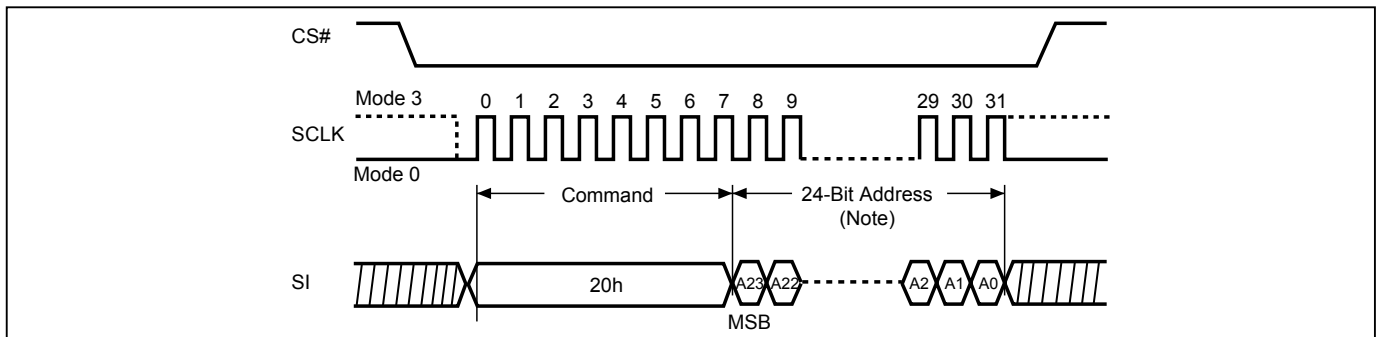 CS#
Mode 3
0 1 2 3 4 5 6 7 8 9 29 30 31
SCLK
Mode 0
Command
24-Bit Address
(Note)
SI
20h
A23 A22 A2 A1 A0
MSB